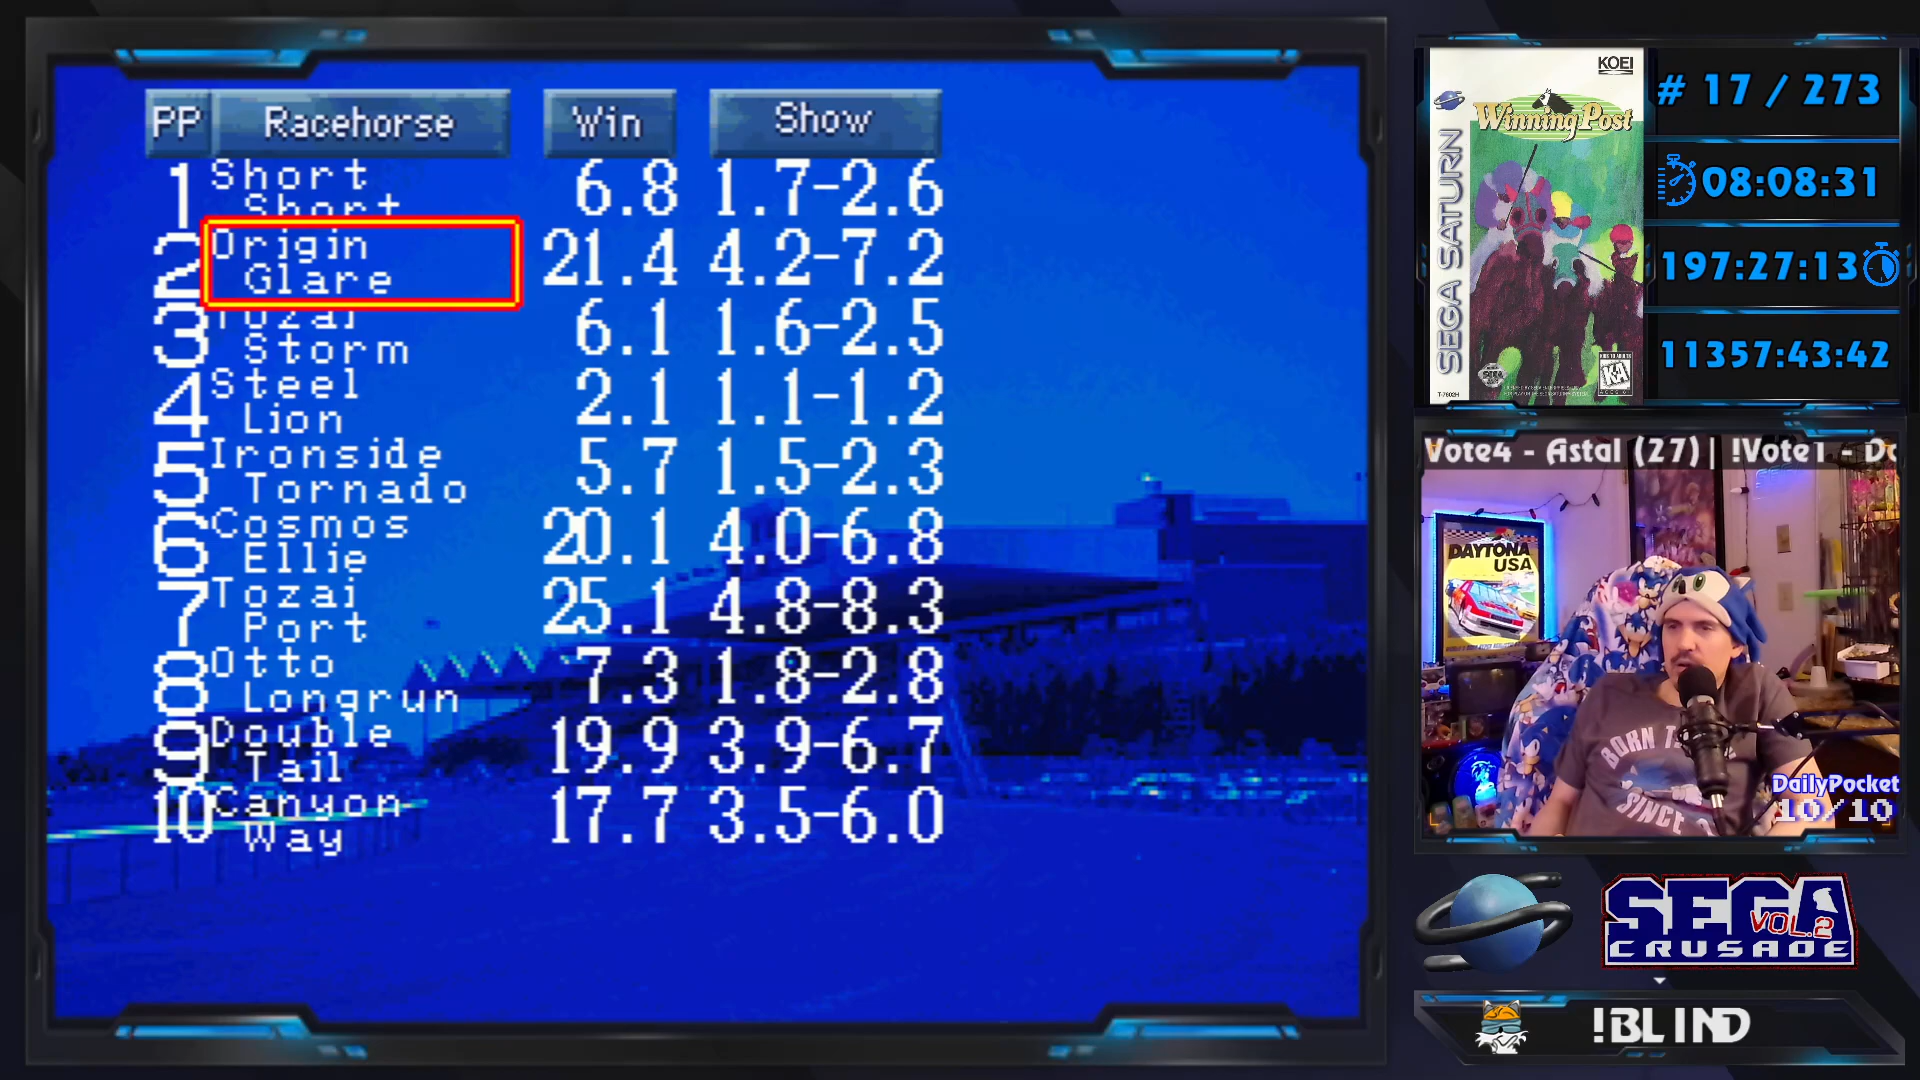 PP Racehorse Win Show
1 Short Short 6.8 1.7-2.6
2 Origin Glare 21.4 4.2-7.2
3 Tozai Storm 6.1 1.6-2.5
4 Steel Lion 2.1 1.1-1.2
5 Ironside Tornado 5.7 1.5-2.3
6 Cosmos Ellie 20.1 4.0-6.8
7 Tozai Port 25.1 4.8-8.3
8 Otto Longrun 7.3 1.8-2.8
9 Double Tail 19.9 3.9-6.7
10 Canyon Way 17.7 3.5-6.0
KOEI
Winning Post
SEGA SATURN
SEGA
K-A
T-7602H
# 17 / 273
08:08:31
197:27:13
11357:43:42
Vote4 - Astal (27) | !Vote1 - Da
DAYTONA
USA
BORN
SINCE
DailyPocket
10/10
SEGA
VOL.2
CRUSADE
!BLIND